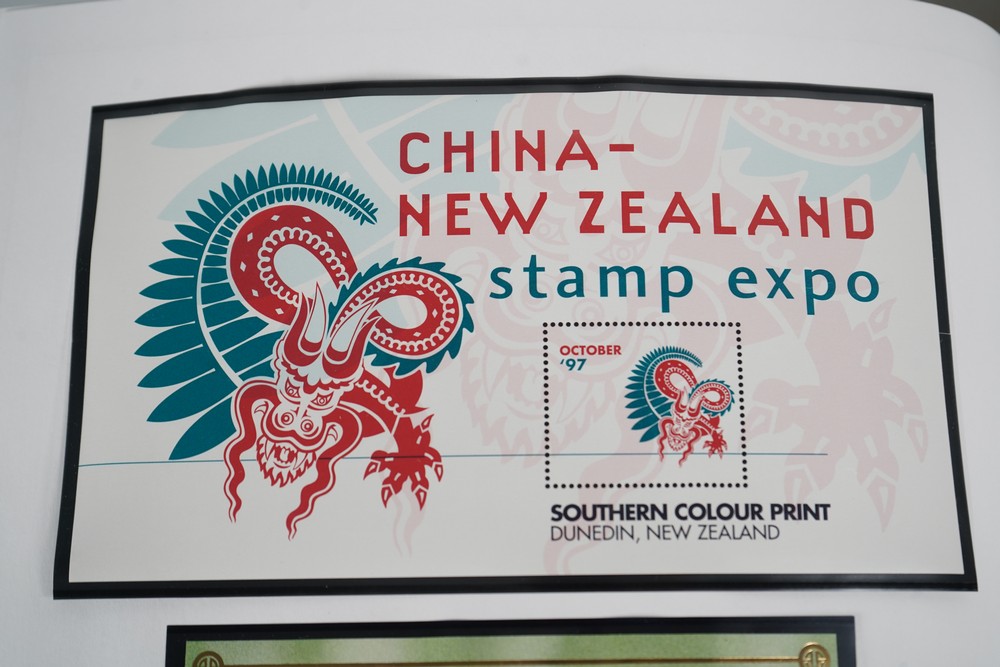 CHINA-
NEW ZEALAND
stamp expo
OCTOBER
'97
SOUTHERN COLOUR PRINT
DUNEDIN, NEW ZEALAND